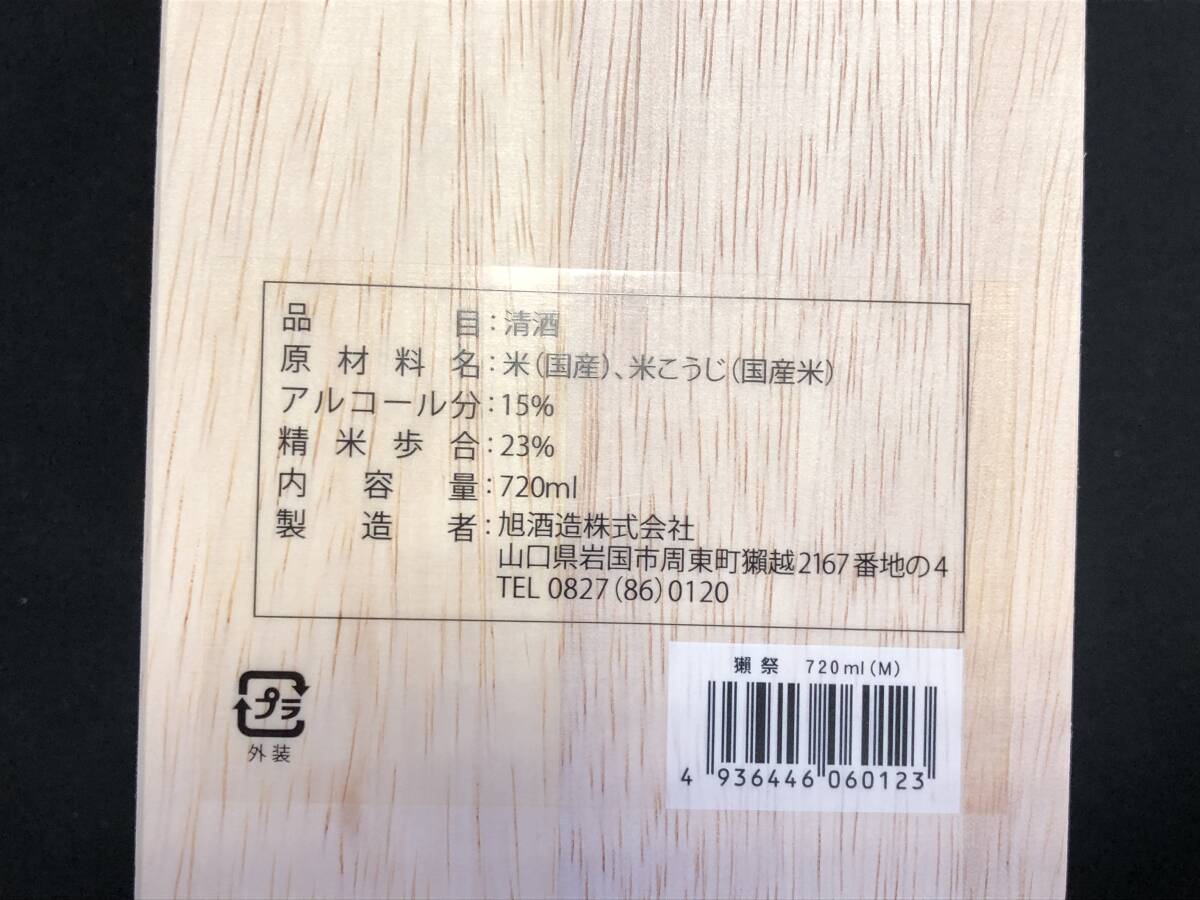 品目：清酒
原材料名：米（国産）、米こうじ（国産米）
アルコール分：15%
精米歩合：23%
内容量：720ml
製造者：旭酒造株式会社
山口県岩国市周東町獺越2167番地の4
TEL 0827（86）0120
獺祭 720ml（M）
4 936446 060123
プラ
外装